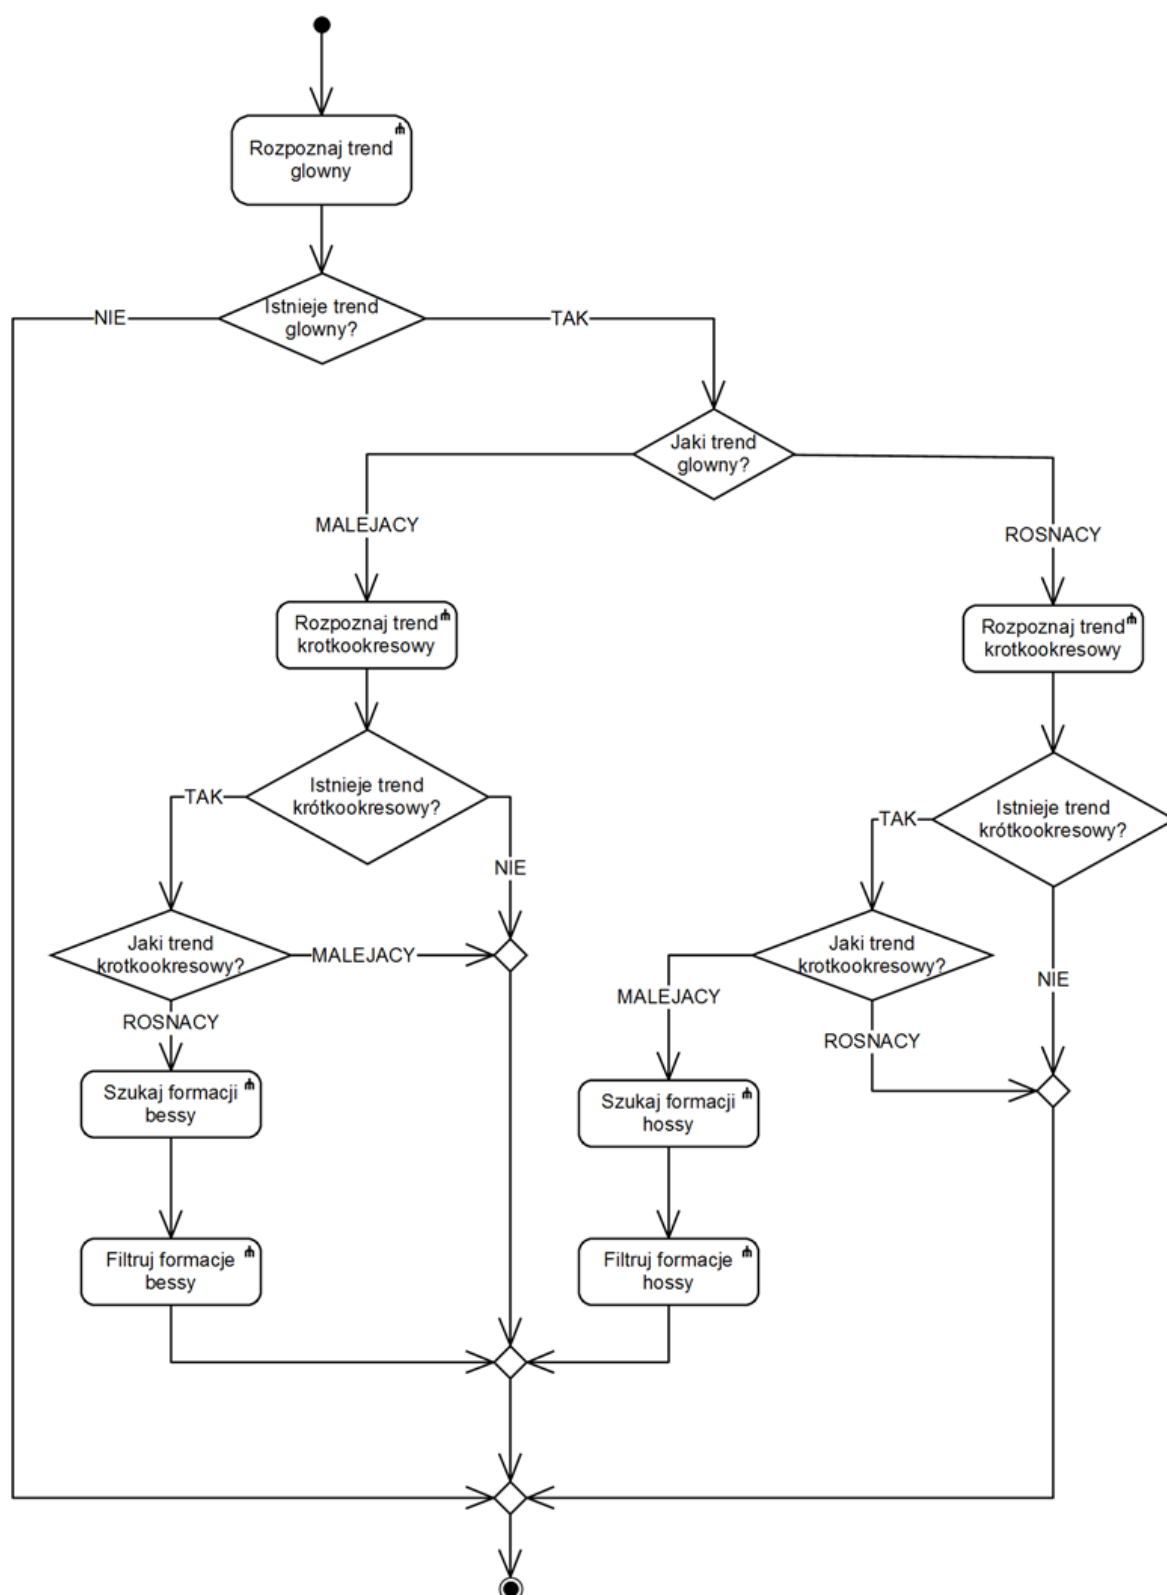 Rozpoznaj trend
glowny
Istnieje trend
glowny?
NIE
TAK
Jaki trend
glowny?
MALEJACY
ROSNACY
Rozpoznaj trend
krotkookresowy
Rozpoznaj trend
krotkookresowy
Istnieje trend
krótkookresowy?
TAK
NIE
Istnieje trend
krótkookresowy?
TAK
NIE
Jaki trend
krotkookresowy?
MALEJACY
ROSNACY
Jaki trend
krotkookresowy?
MALEJACY
ROSNACY
Szukaj formacji
bessy
Szukaj formacji
hossy
Filtruj formacje
bessy
Filtruj formacje
hossy